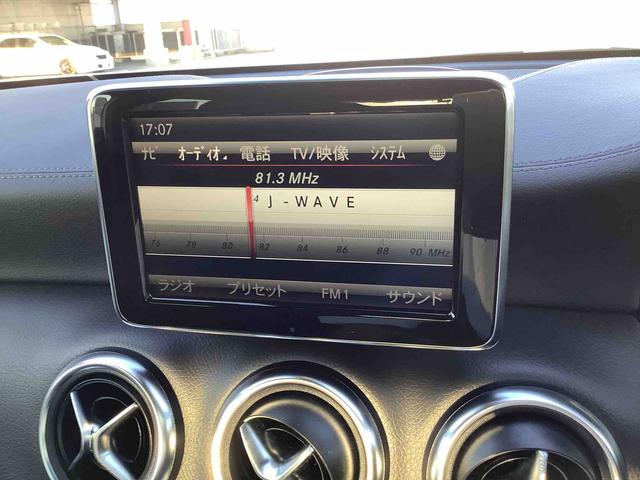 17:07
ナビ オーディオ 電話 TV/映像 システム
81.3 MHz
4 J-WAVE
76 78 80 82 84 86 88 90 MHz
ラジオ プリセット FM1 サウンド